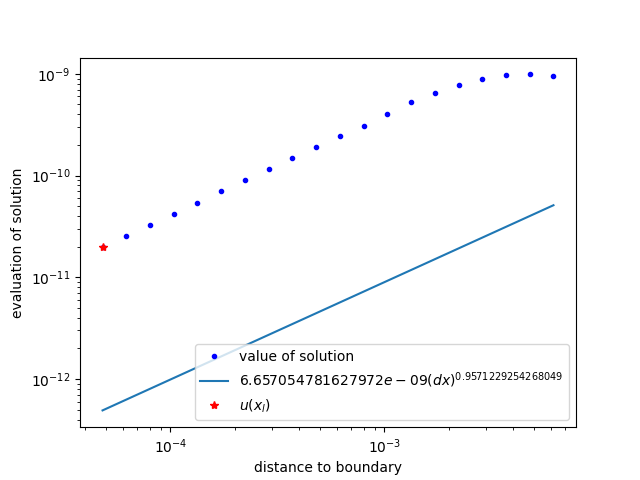 10^{-9}
10^{-10}
10^{-11}
10^{-12}
evaluation of solution
value of solution
6.657054781627972e − 09(dx)^{0.9571229254268049}
u(x_l)
10^{-4}
10^{-3}
distance to boundary